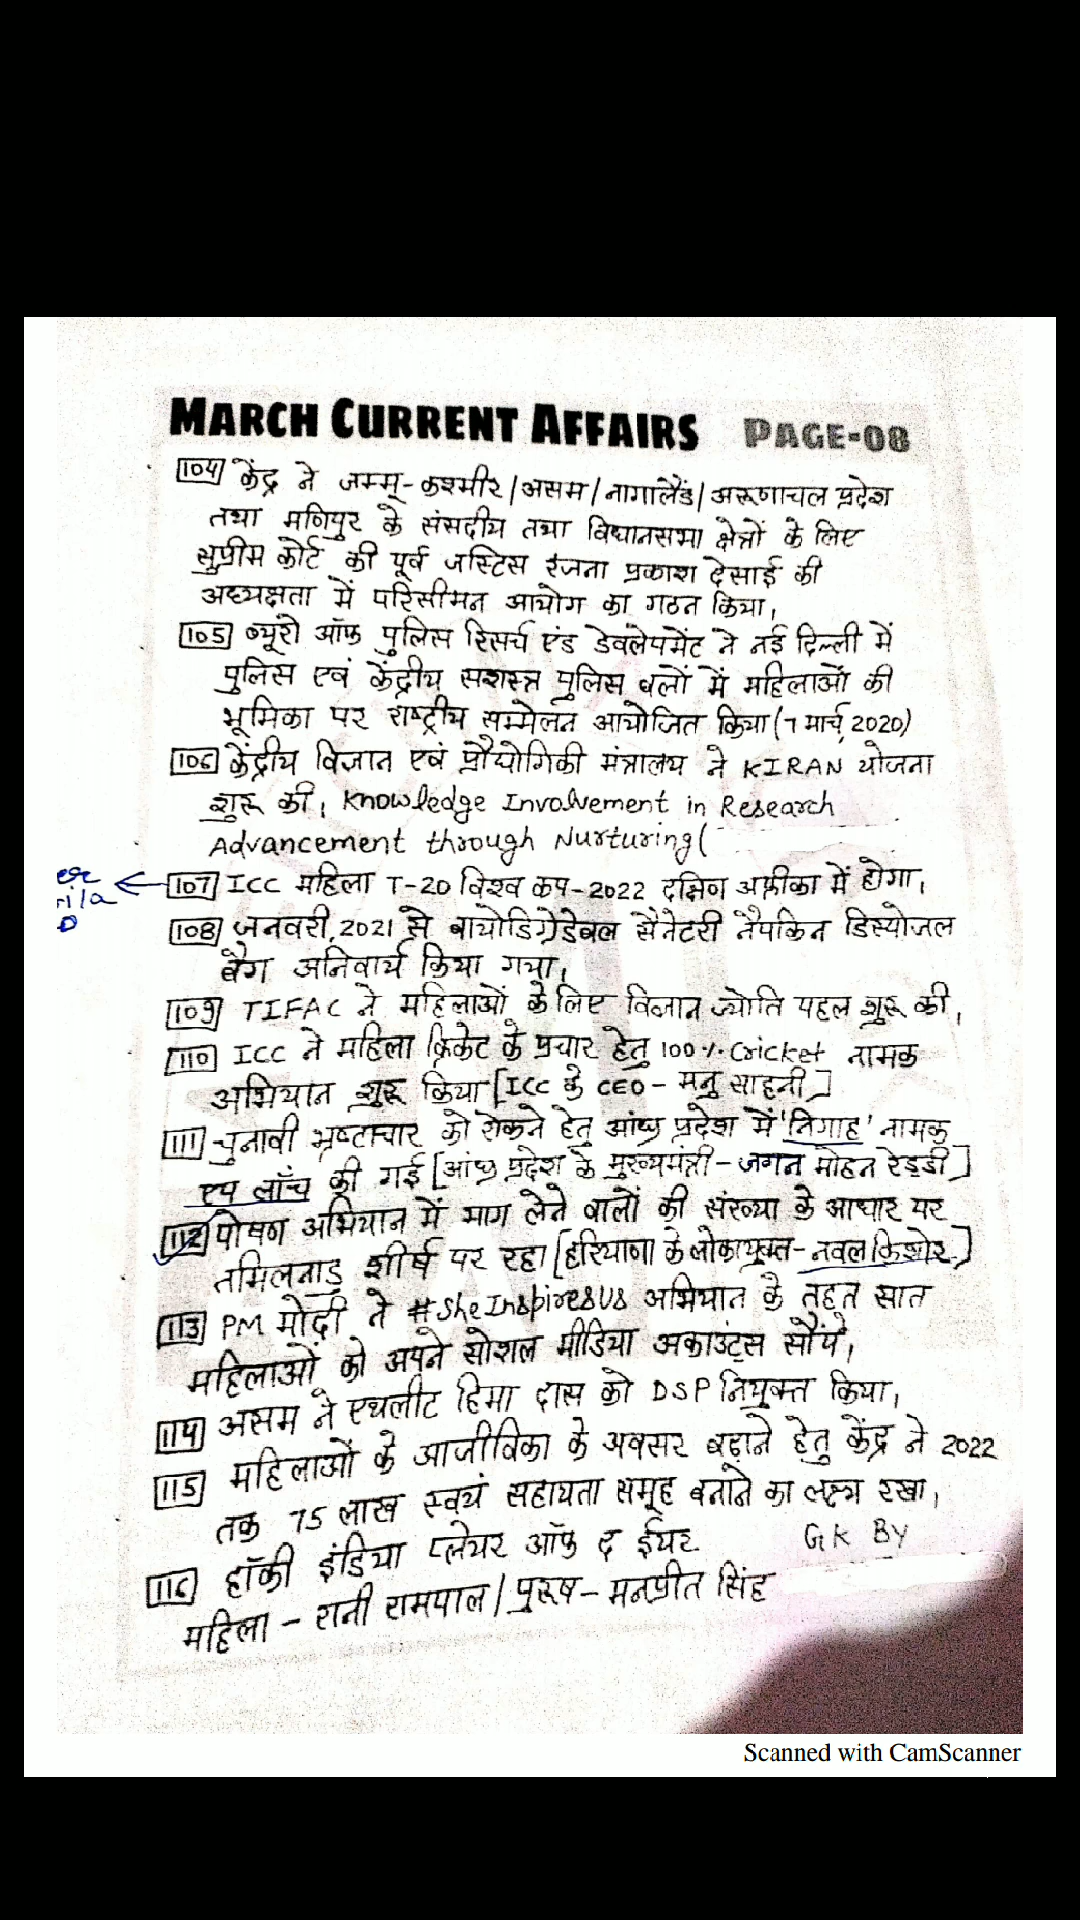 MARCH CURRENT AFFAIRS PAGE-08
104 केंद्र ने जम्मू-कश्मीर/असम/नागालैंड/अरूणाचल प्रदेश
तथा मणिपुर के संसदीय तथा विधानसभा क्षेत्रों के लिए
सुप्रीम कोर्ट की पूर्व जस्टिस रंजना प्रकाश देसाई की
अध्यक्षता में परिसीमन आयोग का गठन किया,
105 ब्यूरो ऑफ पुलिस रिसर्च एंड डेवलेपमेंट ने नई दिल्ली में
पुलिस एवं केंद्रीय सशस्त्र पुलिस बलों में महिलाओं की
भूमिका पर राष्ट्रीय सम्मेलन आयोजित किया (7 मार्च, 2020)
106 केंद्रीय विज्ञान एवं प्रौद्योगिकी मंत्रालय ने KIRAN योजना
शुरू की, Knowledge Involvement in Research
Advancement through Nurturing (
107 ICC महिला T-20 विश्व कप-2022 दक्षिण अफ्रीका में होगा,
108 जनवरी, 2021 से बायोडिग्रेडेबल सैनेटरी नैपकिन डिस्पोजल
बैग अनिवार्य किया गया,
109 TIFAC ने महिलाओं के लिए विज्ञान ज्योति पहल शुरू की,
110 ICC ने महिला क्रिकेट के प्रचार हेतु 100% Cricket नामक
अभियान शुरू किया [ICC के CEO - मनु साहनी]
111 चुनावी भ्रष्टाचार को रोकने हेतु आंध्र प्रदेश में 'निगाह' नामक
एप लॉंच की गई [आंध्र प्रदेश के मुख्यमंत्री - जगन मोहन रेड्डी]
112 पोषण अभियान में भाग लेने वालों की संख्या के आधार पर
तमिलनाडु शीर्ष पर रहा [हरियाणा के लोकायुक्त - नवल किशोर]
113 PM मोदी ने #SheInspiresUs अभियान के तहत सात
महिलाओं को अपने सोशल मीडिया अकाउंट्स सौंपे,
114 असम ने एथलीट हिमा दास को DSP नियुक्त किया,
115 महिलाओं के आजीविका के अवसर बढ़ाने हेतु केंद्र ने 2022
तक 75 लाख स्वयं सहायता समूह बनाने का लक्ष्य रखा,
116 हॉकी इंडिया प्लेयर ऑफ द ईयर GK BY
महिला - रानी रामपाल / पुरूष - मनप्रीत सिंह
Scanned with CamScanner